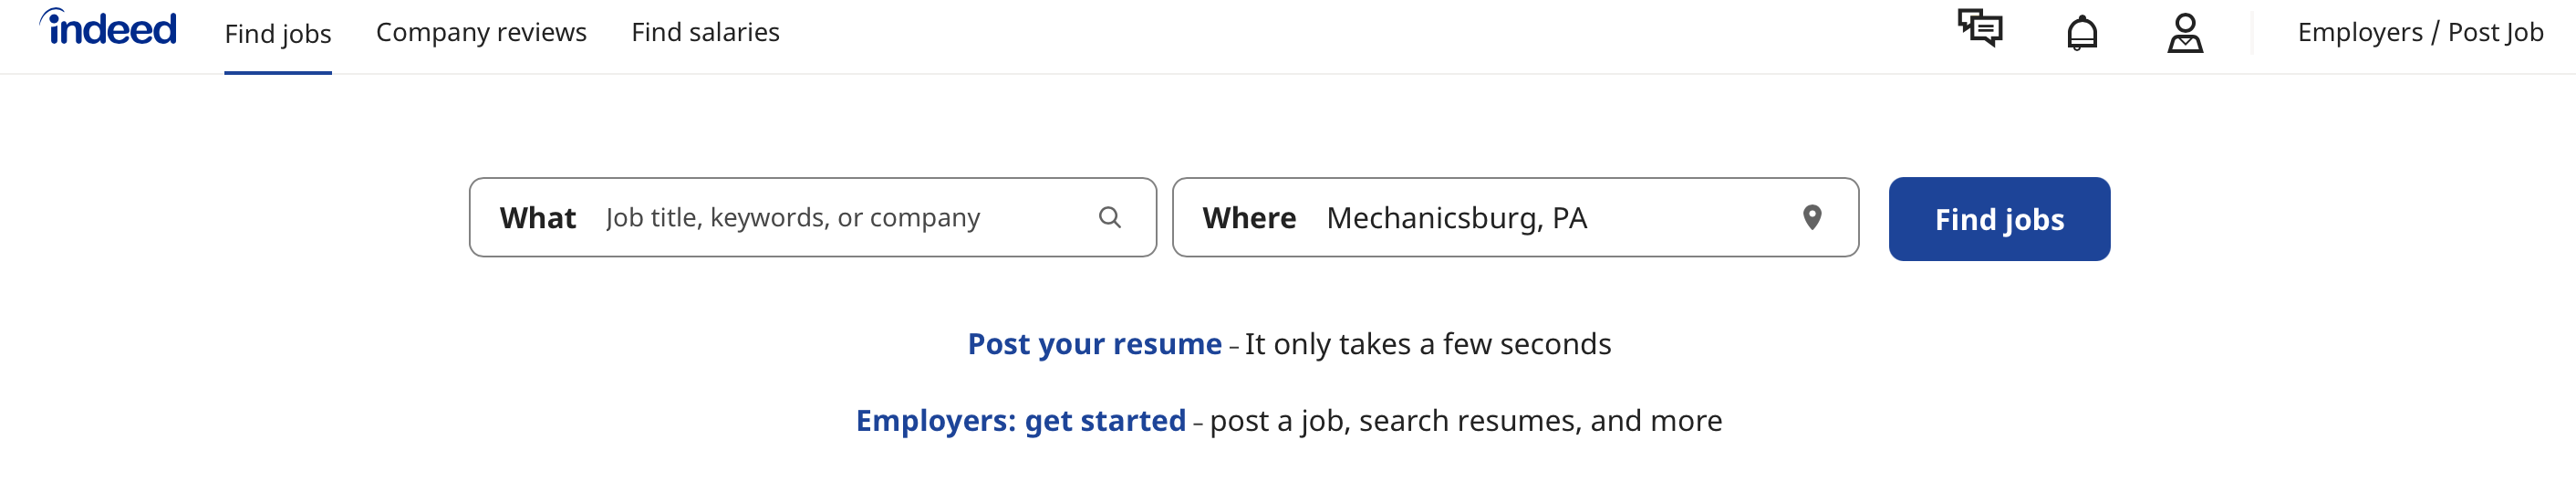 indeed Find jobs Company reviews Find salaries Employers / Post Job
What Job title, keywords, or company Where Mechanicsburg, PA Find jobs
Post your resume – It only takes a few seconds
Employers: get started – post a job, search resumes, and more